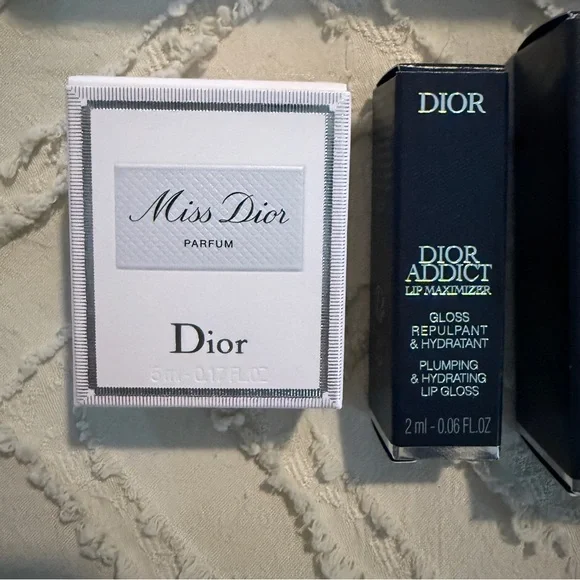 Miss Dior
PARFUM
Dior
5 ml - 0.17 FL.OZ
DIOR
DIOR
ADDICT
LIP MAXIMIZER
GLOSS
REPULPANT
& HYDRATANT
PLUMPING
& HYDRATING
LIP GLOSS
2 ml - 0.06 FL.OZ